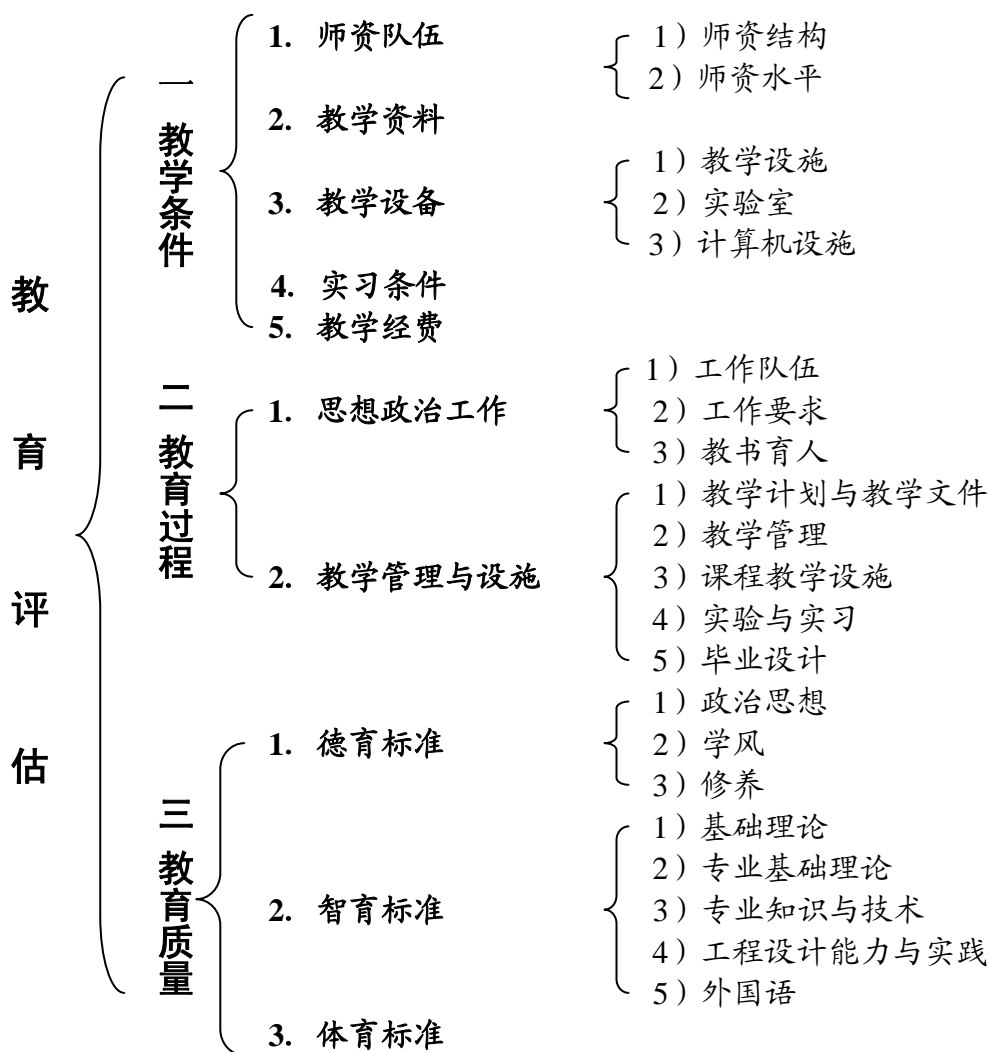 教育评估
一 教学条件
1. 师资队伍
1）师资结构
2）师资水平
2. 教学资料
3. 教学设备
1）教学设施
2）实验室
3）计算机设施
4. 实习条件
5. 教学经费
二 教育过程
1. 思想政治工作
1）工作队伍
2）工作要求
3）教书育人
2. 教学管理与设施
1）教学计划与教学文件
2）教学管理
3）课程教学设施
4）实验与实习
5）毕业设计
三 教育质量
1. 德育标准
1）政治思想
2）学风
3）修养
2. 智育标准
1）基础理论
2）专业基础理论
3）专业知识与技术
4）工程设计能力与实践
5）外国语
3. 体育标准